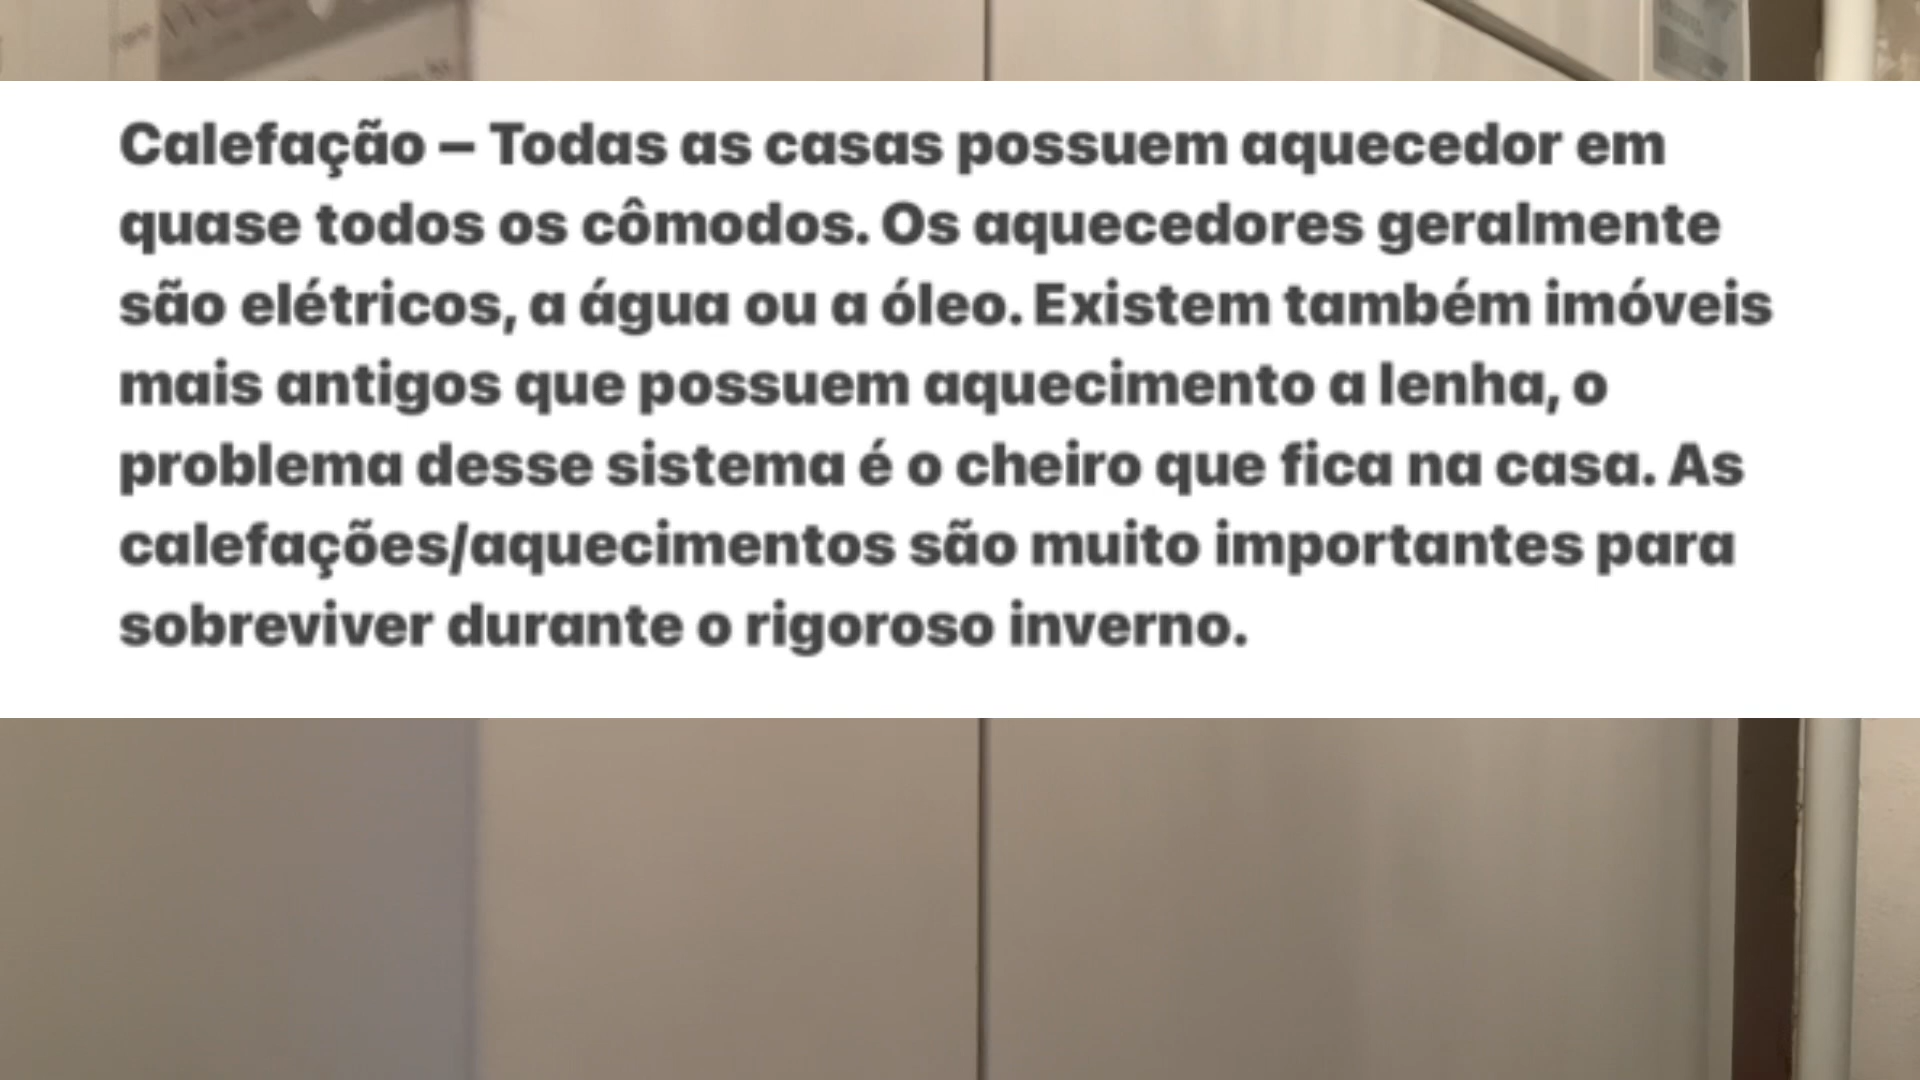 Calefação – Todas as casas possuem aquecedor em
quase todos os cômodos. Os aquecedores geralmente
são elétricos, a água ou a óleo. Existem também imóveis
mais antigos que possuem aquecimento a lenha, o
problema desse sistema é o cheiro que fica na casa. As
calefações/aquecimentos são muito importantes para
sobreviver durante o rigoroso inverno.